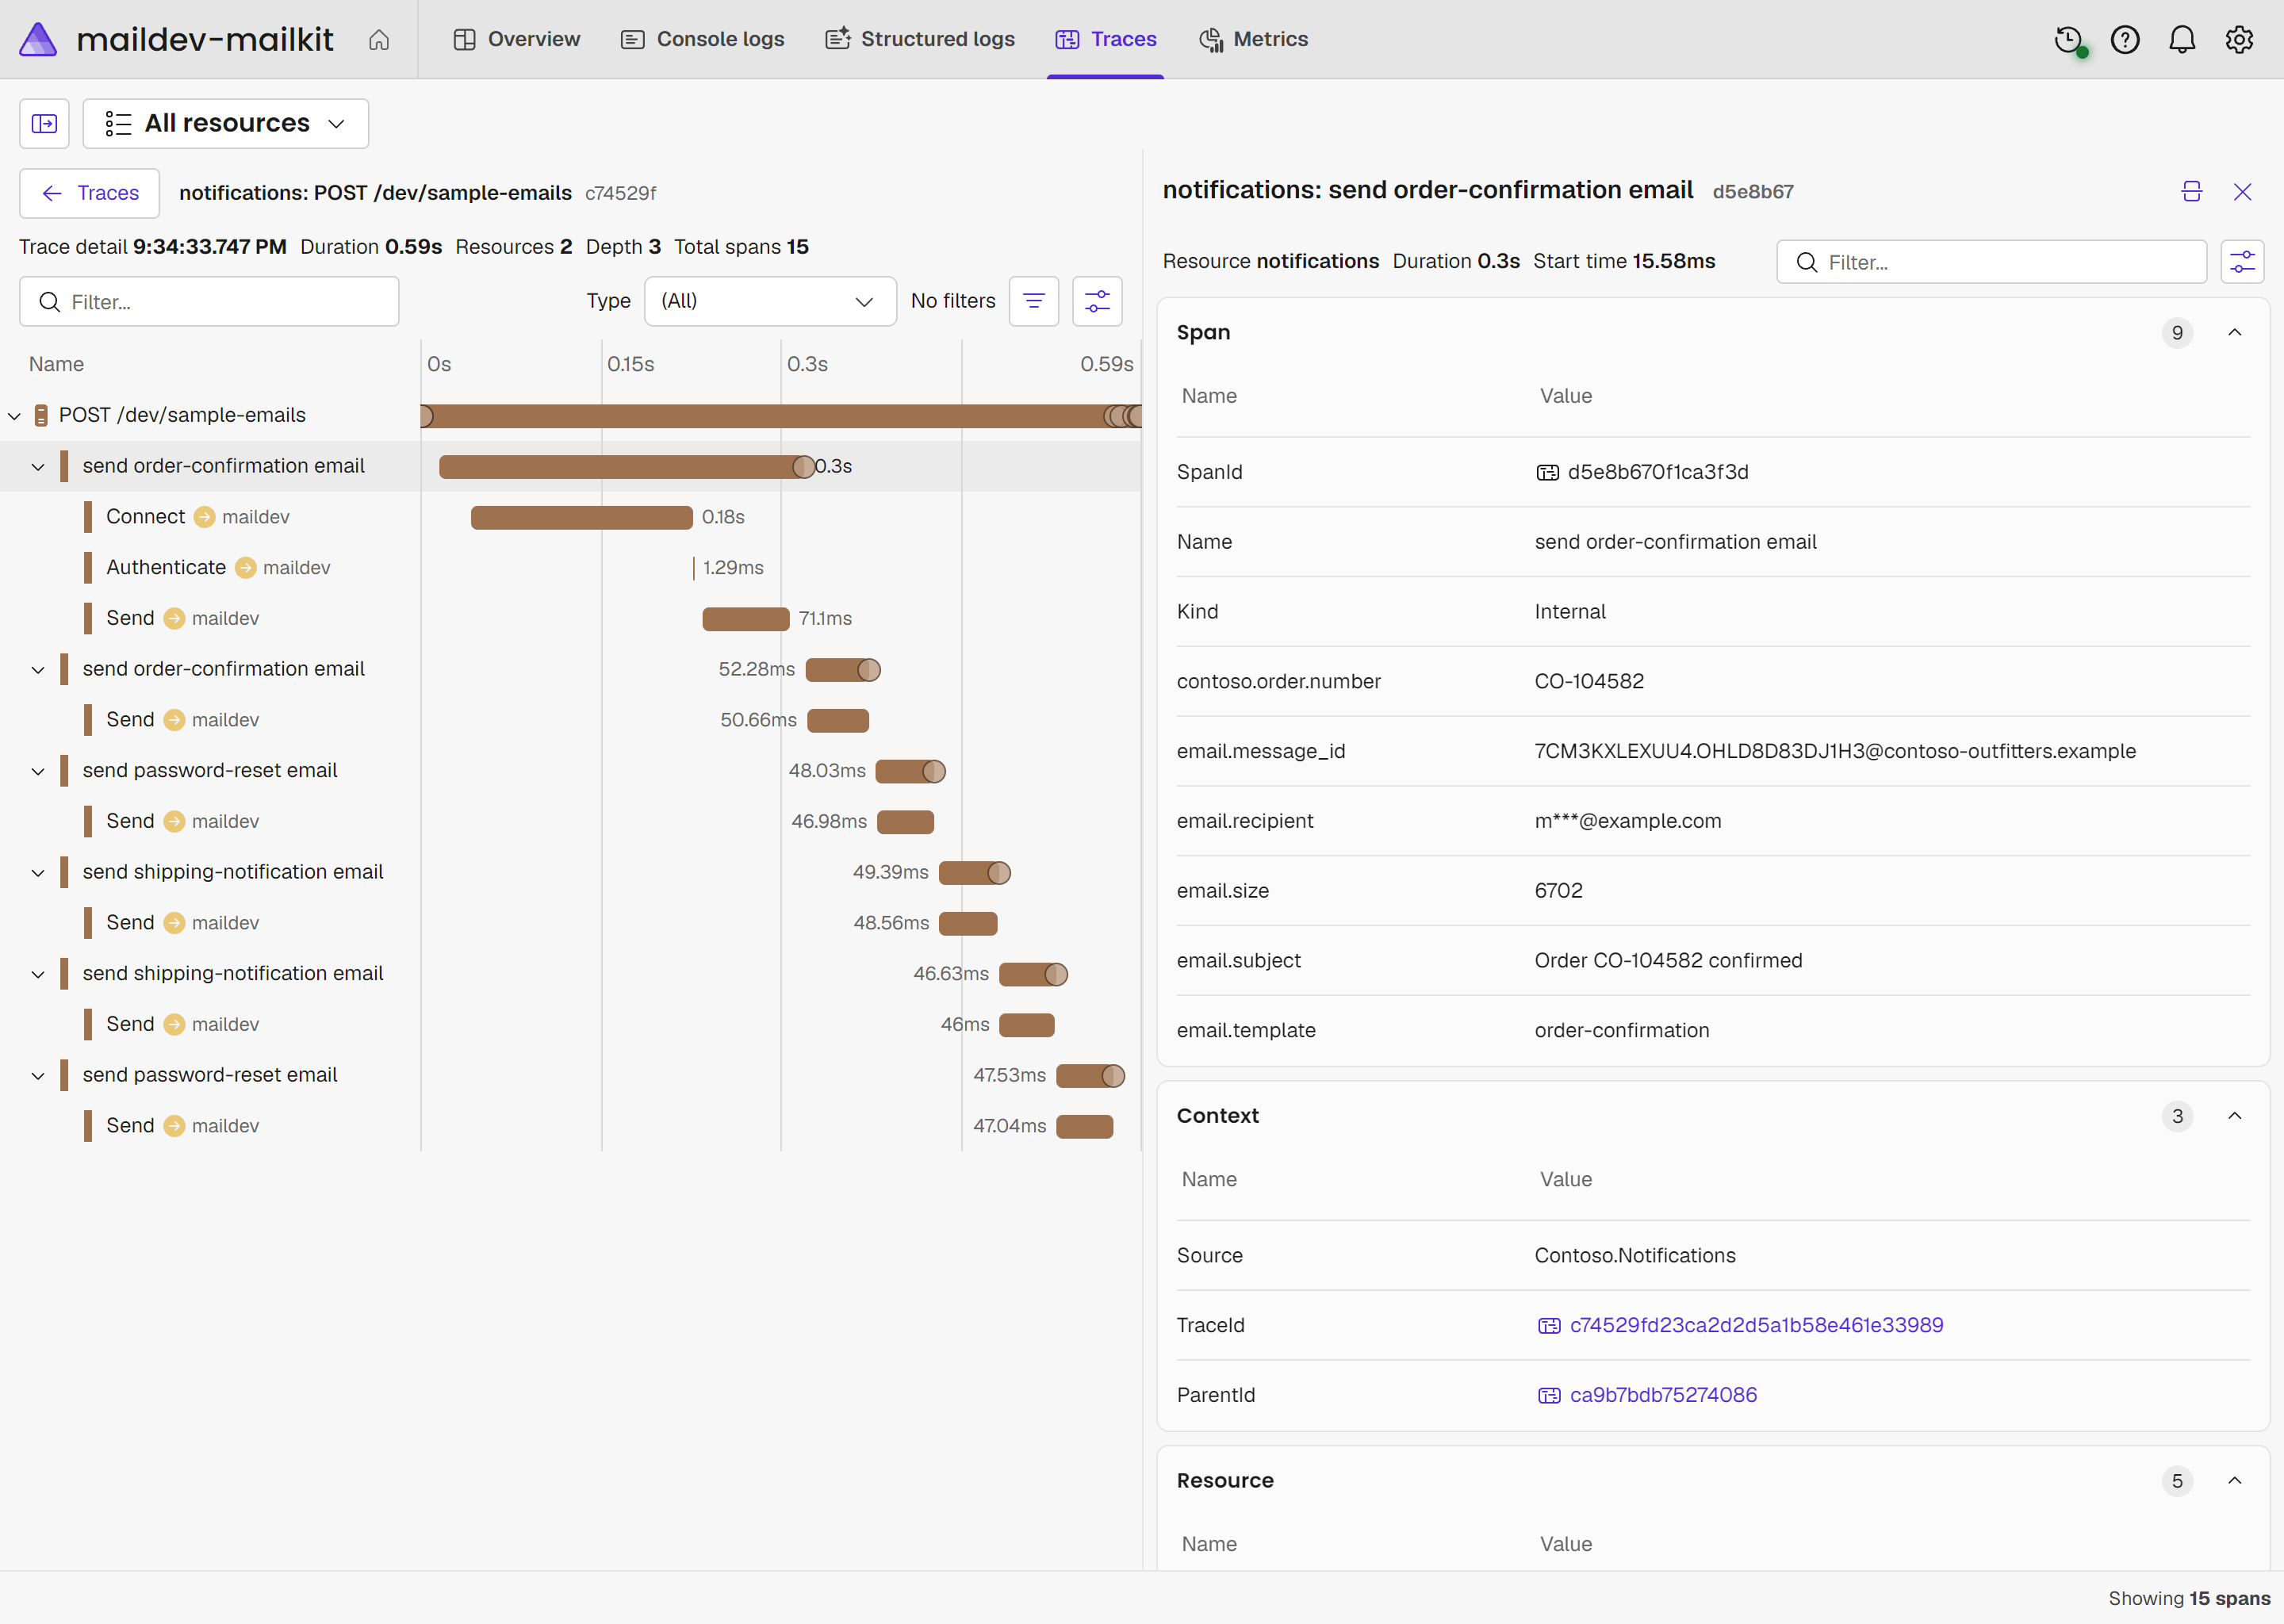 maildev-mailkit
Overview
Console logs
Structured logs
Traces
Metrics
All resources
Traces
notifications: POST /dev/sample-emails c74529f
Trace detail 9:34:33.747 PM Duration 0.59s Resources 2 Depth 3 Total spans 15
Filter...
Type
(All)
No filters
Name
0s
0.15s
0.3s
0.59s
POST /dev/sample-emails
send order-confirmation email
0.3s
Connect maildev
0.18s
Authenticate maildev
1.29ms
Send maildev
71.1ms
send order-confirmation email
52.28ms
Send maildev
50.66ms
send password-reset email
48.03ms
Send maildev
46.98ms
send shipping-notification email
49.39ms
Send maildev
48.56ms
send shipping-notification email
46.63ms
Send maildev
46ms
send password-reset email
47.53ms
Send maildev
47.04ms
notifications: send order-confirmation email d5e8b67
Resource notifications Duration 0.3s Start time 15.58ms
Filter...
Span
9
Name Value
SpanId d5e8b670f1ca3f3d
Name send order-confirmation email
Kind Internal
contoso.order.number CO-104582
email.message_id 7CM3KXLEXUU4.OHLD8D83DJ1H3@contoso-outfitters.example
email.recipient m***@example.com
email.size 6702
email.subject Order CO-104582 confirmed
email.template order-confirmation
Context
3
Name Value
Source Contoso.Notifications
TraceId c74529fd23ca2d2d5a1b58e461e33989
ParentId ca9b7bdb75274086
Resource
5
Name Value
Showing 15 spans